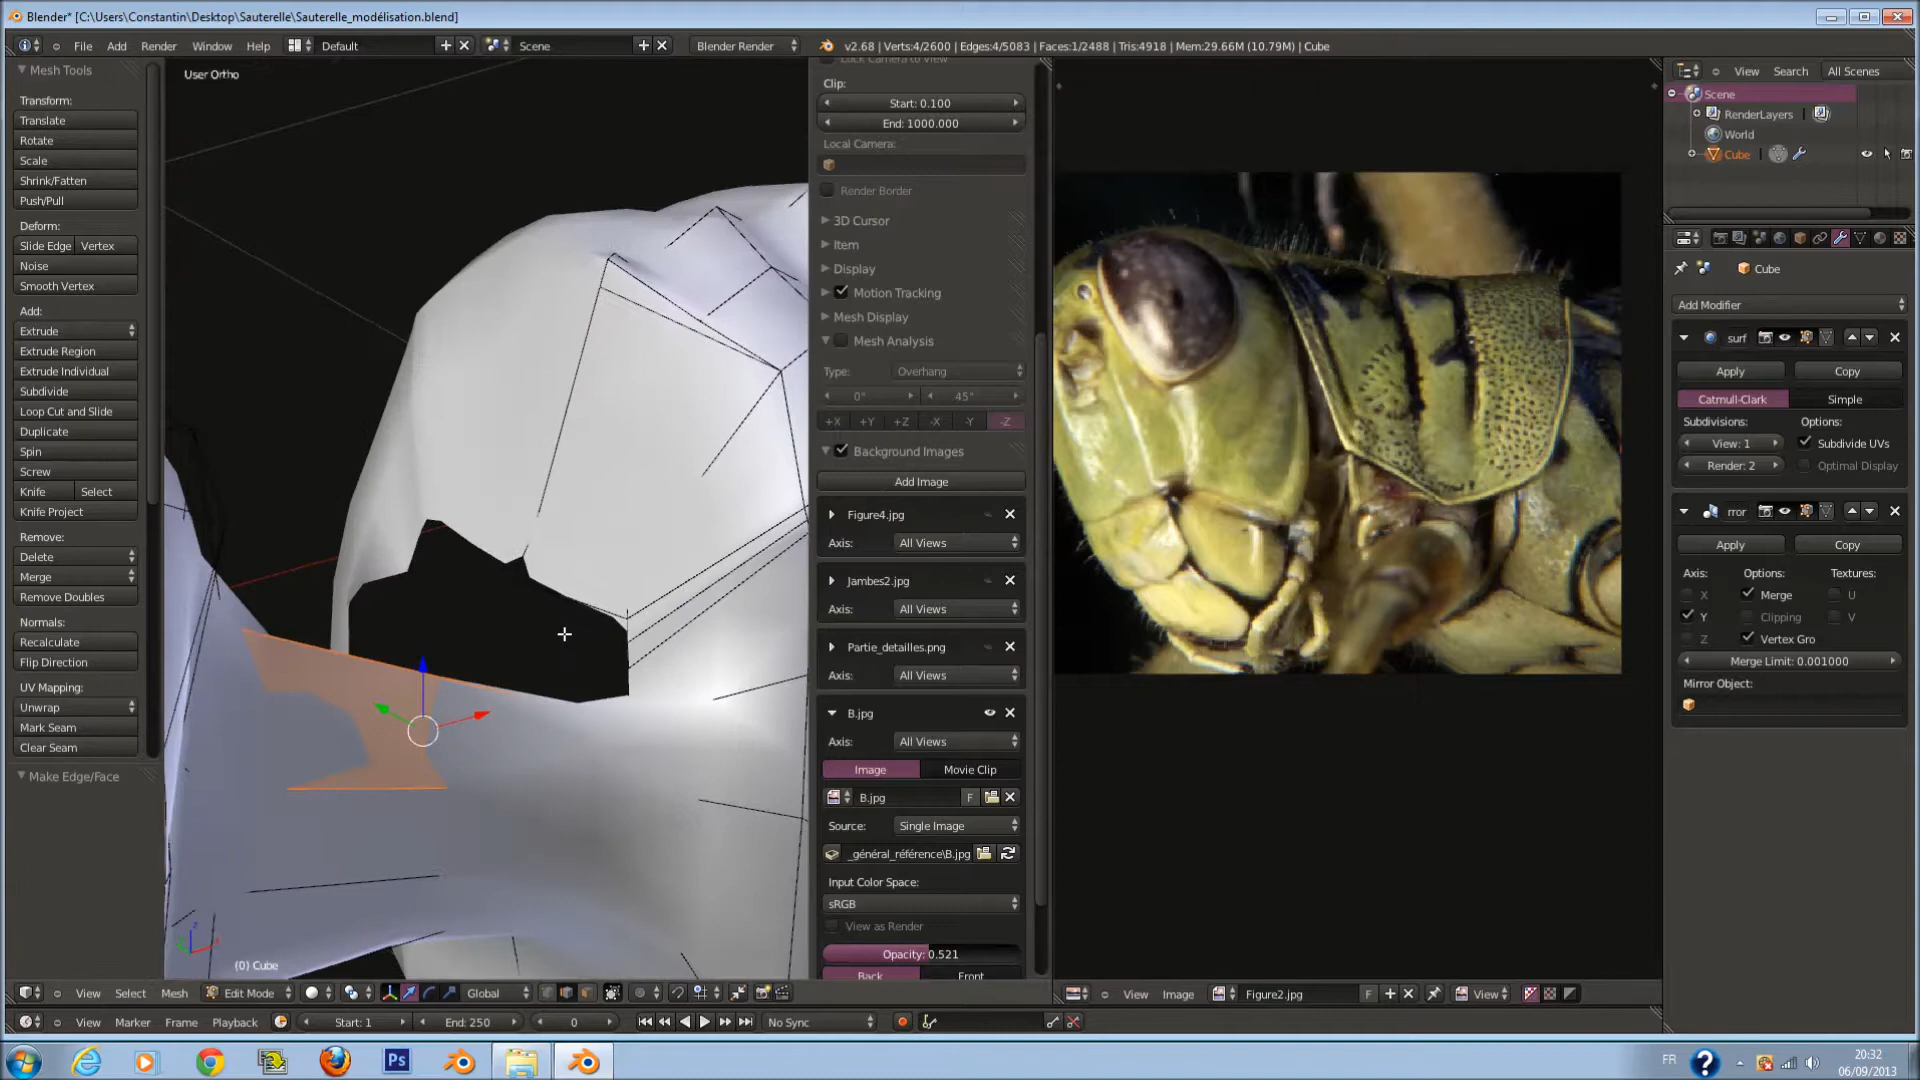 Blender* [C:\Users\Constantin\Desktop\Sauterelle\Sauterelle_modélisation.blend]
File Add Render Window Help Default Scene Blender Render v2.68 | Verts:4/2600 | Edges:4/5083 | Faces:1/2488 | Tris:4918 | Mem:29.66M (10.79M) | Cube
Mesh Tools
Transform:
Translate
Rotate
Scale
Shrink/Fatten
Push/Pull
Deform:
Slide Edge Vertex
Noise
Smooth Vertex
Add:
Extrude
Extrude Region
Extrude Individual
Subdivide
Loop Cut and Slide
Duplicate
Spin
Screw
Knife Select
Knife Project
Remove:
Delete
Merge
Remove Doubles
Normals:
Recalculate
Flip Direction
UV Mapping:
Unwrap
Mark Seam
Clear Seam
Make Edge/Face
User Ortho
(0) Cube
Lock Camera to View
Clip:
Start: 0.100
End: 1000.000
Local Camera:
Render Border
3D Cursor
Item
Display
Motion Tracking
Mesh Display
Mesh Analysis
Type: Overhang
0° 45°
+X +Y +Z -X -Y -Z
Background Images
Add Image
Figure4.jpg
Axis: All Views
Jambes2.jpg
Axis: All Views
Partie_detailles.png
Axis: All Views
B.jpg
Axis: All Views
Image Movie Clip
B.jpg F
Source: Single Image
_général_référence\B.jpg
Input Color Space:
sRGB
View as Render
Opacity: 0.521
Back Front
View Search All Scenes
Scene
RenderLayers
World
Cube
Cube
Add Modifier
surf
Apply Copy
Catmull-Clark Simple
Subdivisions: Options:
View: 1 Subdivide UVs
Render: 2 Optimal Display
rror
Apply Copy
Axis: Options: Textures:
X Merge U
Y Clipping V
Z Vertex Gro
Merge Limit: 0.001000
Mirror Object:
View Select Mesh Edit Mode Global
View Image Figure2.jpg F View
View Marker Frame Playback Start: 1 End: 250 0 No Sync
Ps
FR
20:32
06/09/2013